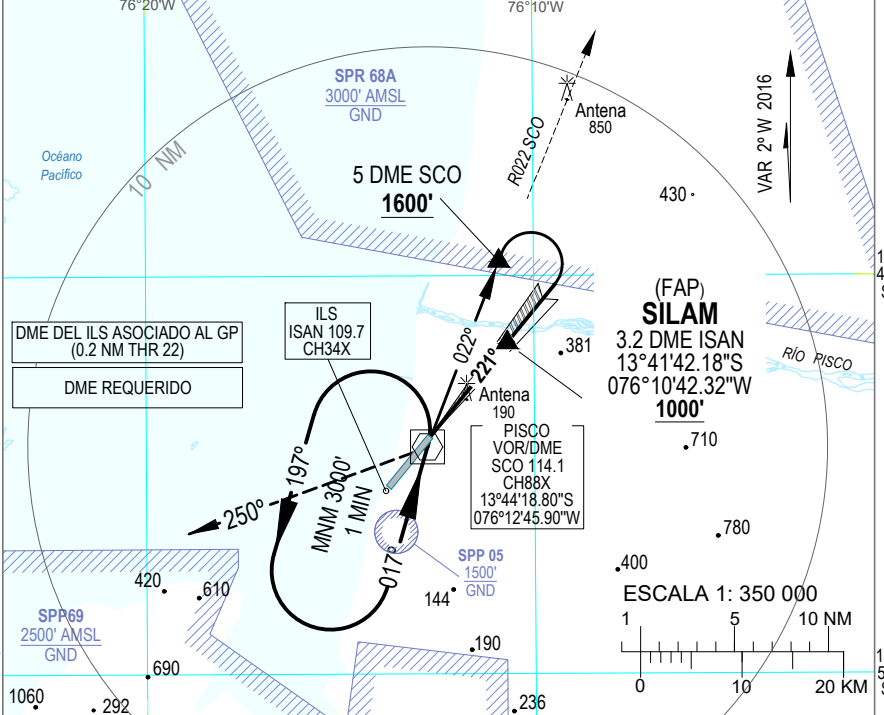 76°20'W
76°10'W
SPR 68A
3000' AMSL
GND
Antena
850
VAR 2° W 2016
Océano
Pacífico
10 NM
R022 SCO
5 DME SCO
1600'
430
(FAP)
SILAM
3.2 DME ISAN
13°41'42.18"S
076°10'42.32"W
1000'
ILS
ISAN 109.7
CH34X
DME DEL ILS ASOCIADO AL GP
(0.2 NM THR 22)
DME REQUERIDO
022°
221°
381
RÍO PISCO
Antena
190
PISCO
VOR/DME
SCO 114.1
CH88X
13°44'18.80"S
076°12'45.90"W
710
197°
MNM 3000'
1 MIN
250°
017°
780
SPP 05
1500'
GND
400
144
420
610
ESCALA 1: 350 000
1 5 10 NM
0 10 20 KM
SPP69
2500' AMSL
GND
190
690
1060
292
236